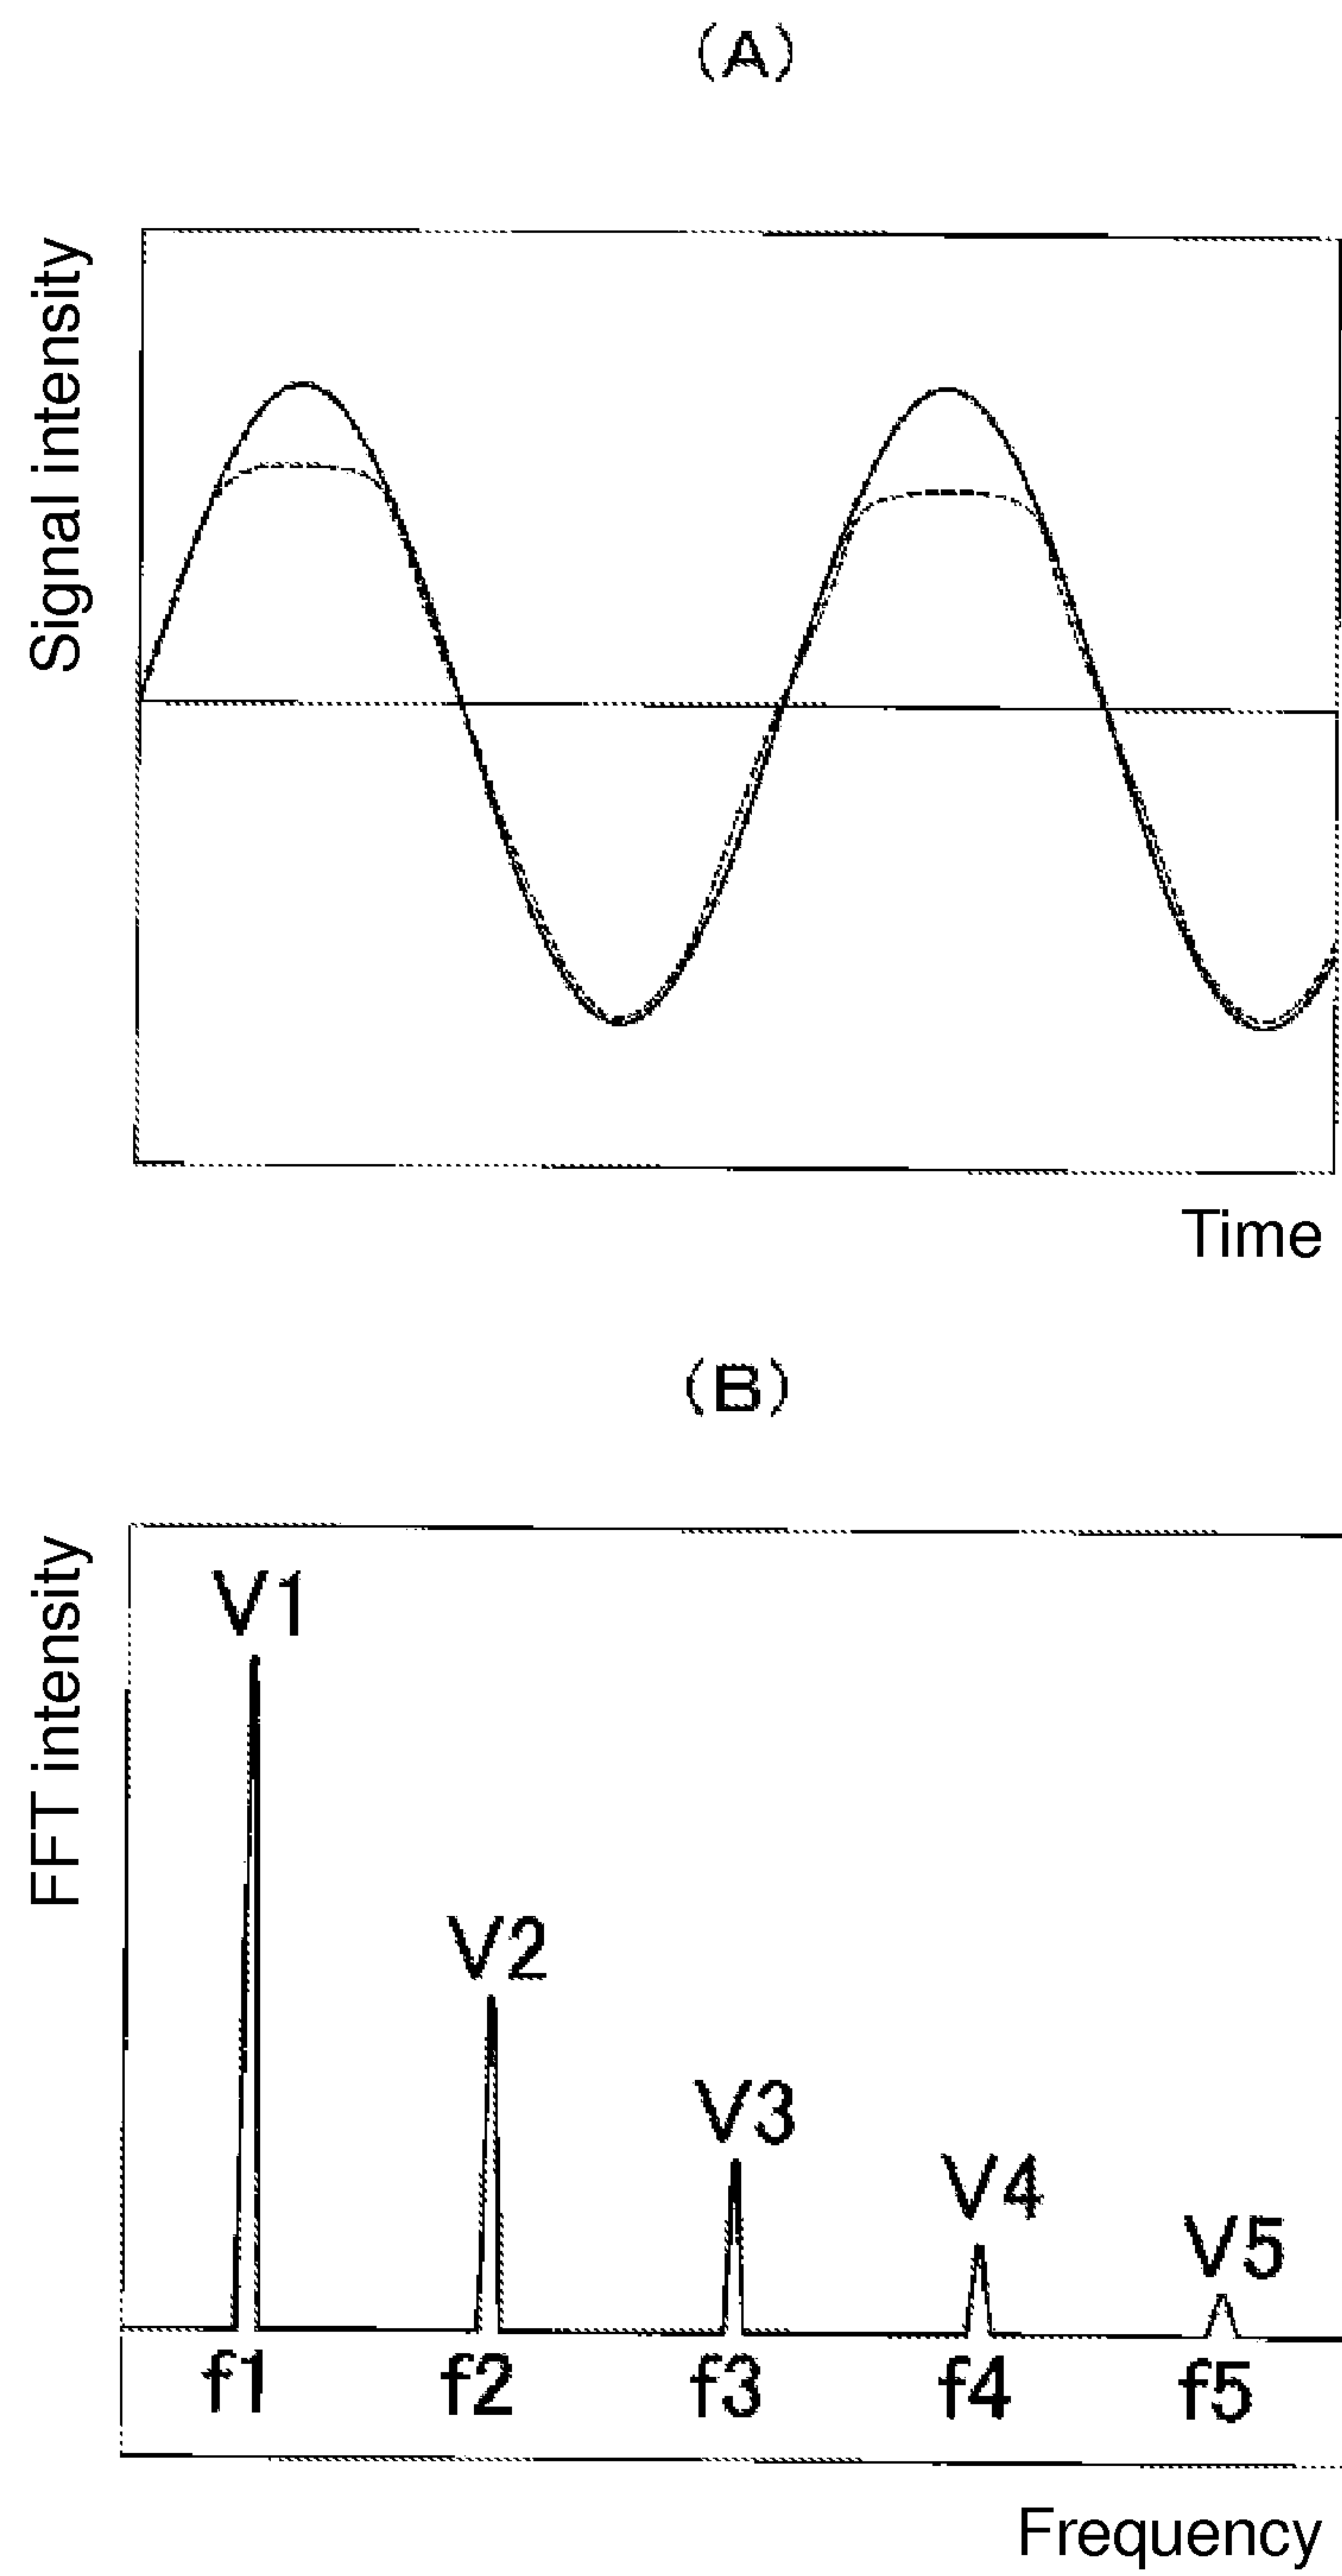 (A)
Signal intensity
Time
(B)
FFT intensity
V1
V2
V3
V4
V5
f1 f2 f3 f4 f5
Frequency